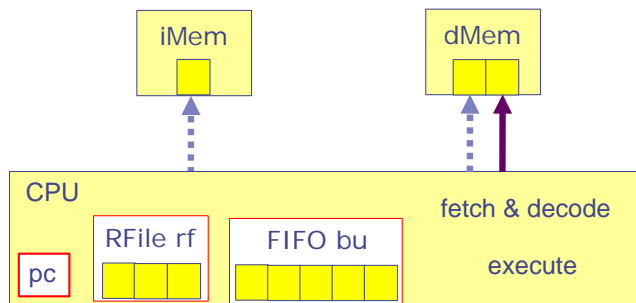 iMem
dMem
CPU
fetch & decode
RFile rf
FIFO bu
pc
execute